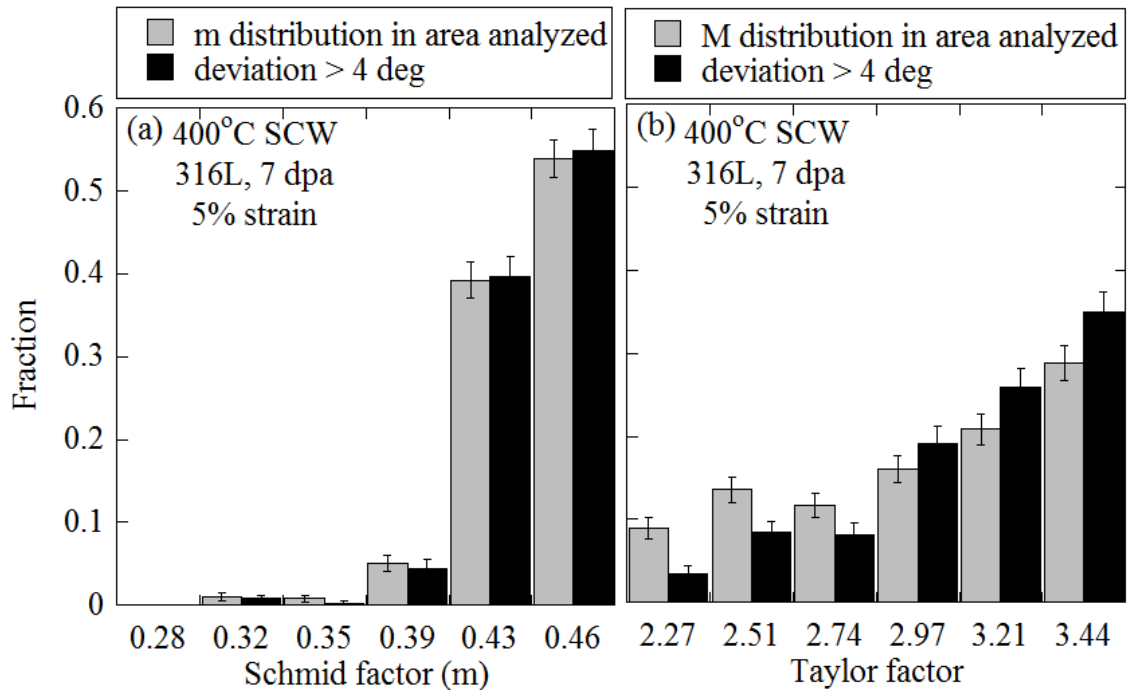 m distribution in area analyzed
deviation > 4 deg
M distribution in area analyzed
deviation > 4 deg
(a) 400°C SCW
316L, 7 dpa
5% strain
(b) 400°C SCW
316L, 7 dpa
5% strain
Fraction
0.6
0.5
0.4
0.3
0.2
0.1
0
0.28 0.32 0.35 0.39 0.43 0.46
Schmid factor (m)
2.27 2.51 2.74 2.97 3.21 3.44
Taylor factor